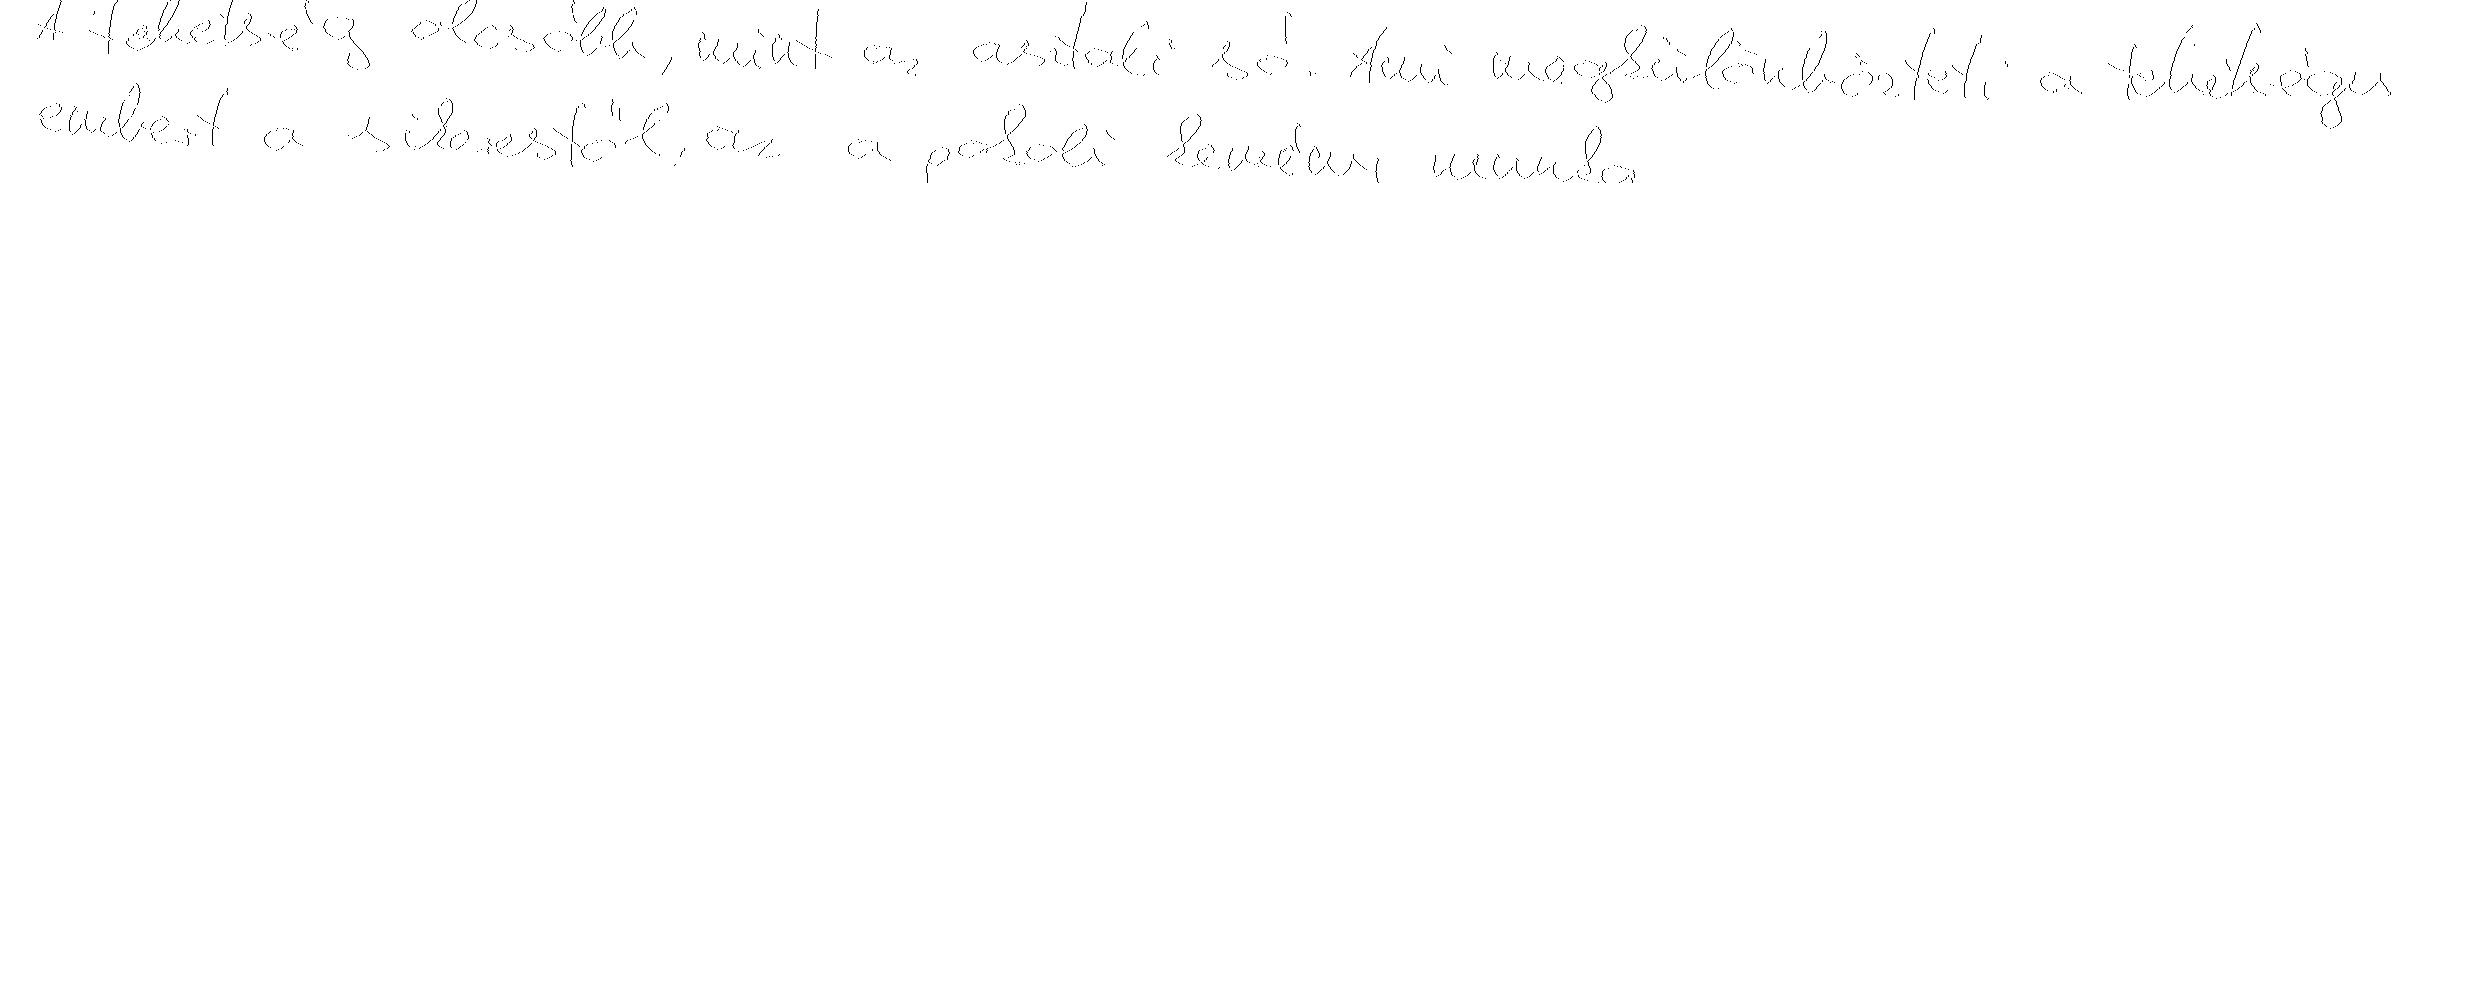 A tehetség olcsóbb, mint az asztali só. Ami megkülönbözteti a tehetséges
embert a sikerestől, az a pokoli kemény munka